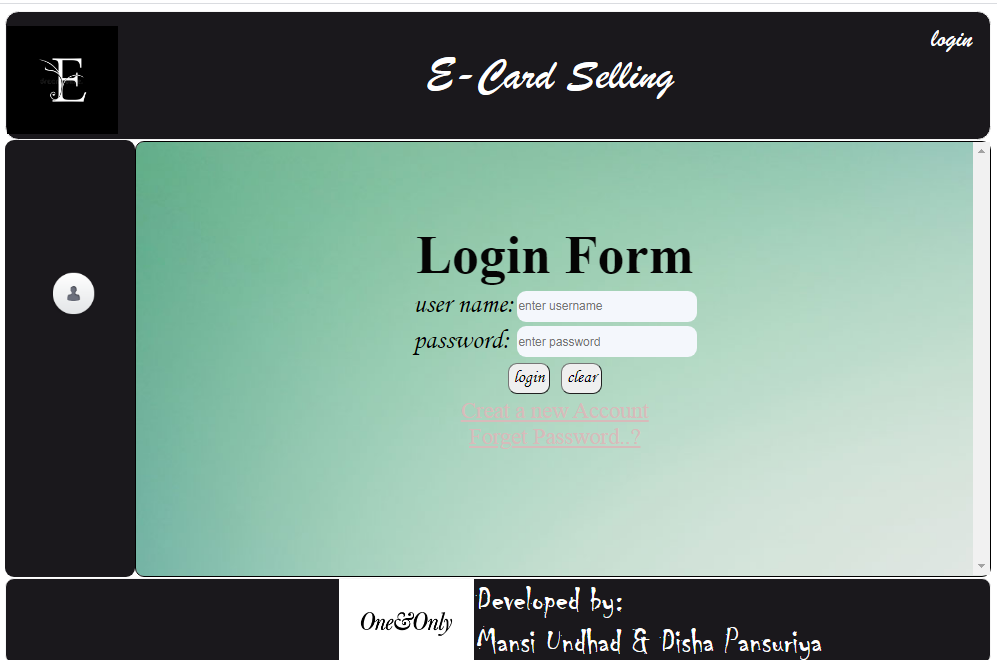 login
E
E-Card Selling
Login Form
user name: enter username
password: enter password
login clear
Creat a new Account
Forget Password..?
One&Only
Developed by:
Mansi Undhad & Disha Pansuriya